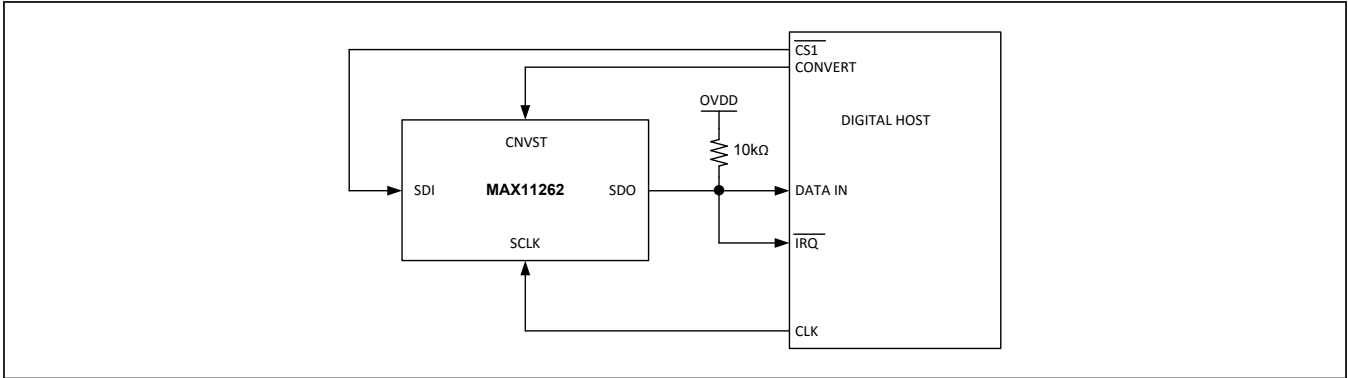 CS1
CONVERT
OVDD
DIGITAL HOST
10kΩ
CNVST
SDI
MAX11262
SDO
DATA IN
IRQ
SCLK
CLK